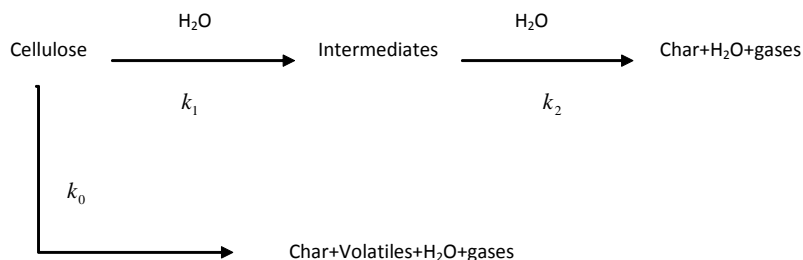 H₂O H₂O
Cellulose Intermediates Char+H₂O+gases
k₁ k₂
k₀
Char+Volatiles+H₂O+gases